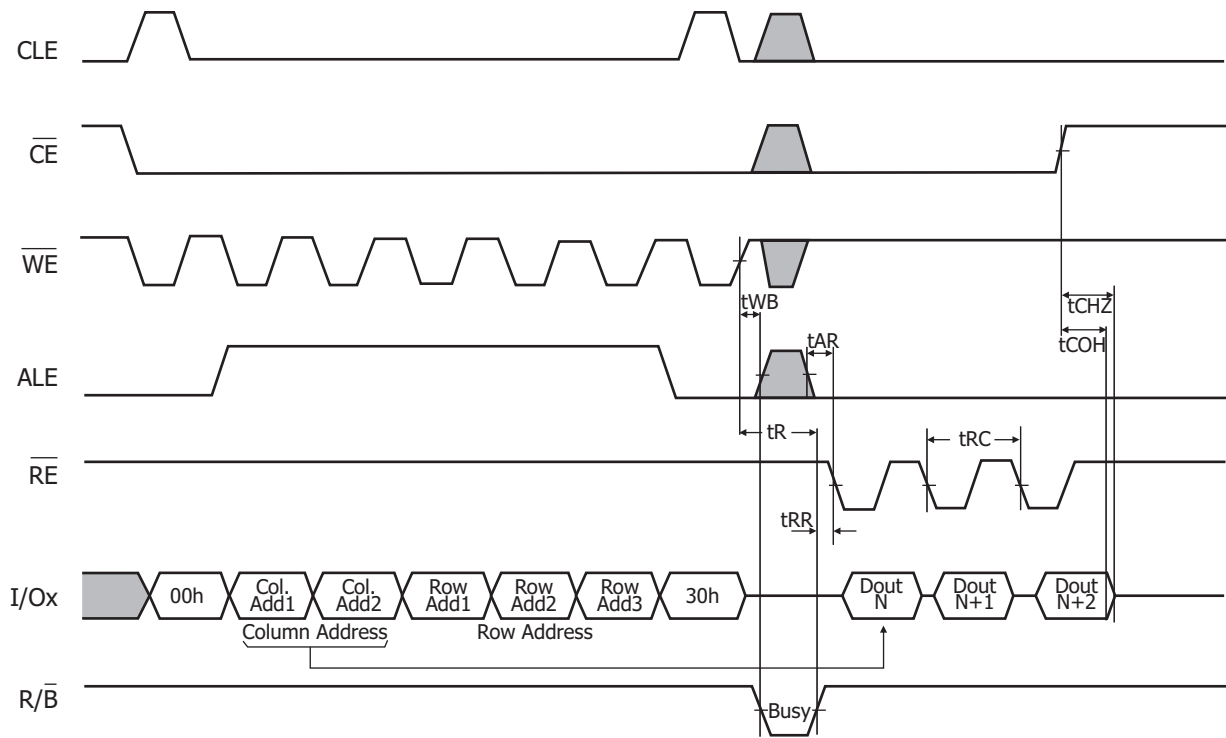 CLE
CE
WE
tWB
tCHZ
tCOH
tAR
ALE
tR
tRC
RE
tRR
I/Ox
00h
Col.
Add1
Col.
Add2
Row
Add1
Row
Add2
Row
Add3
30h
Dout
N
Dout
N+1
Dout
N+2
Column Address
Row Address
R/B
Busy